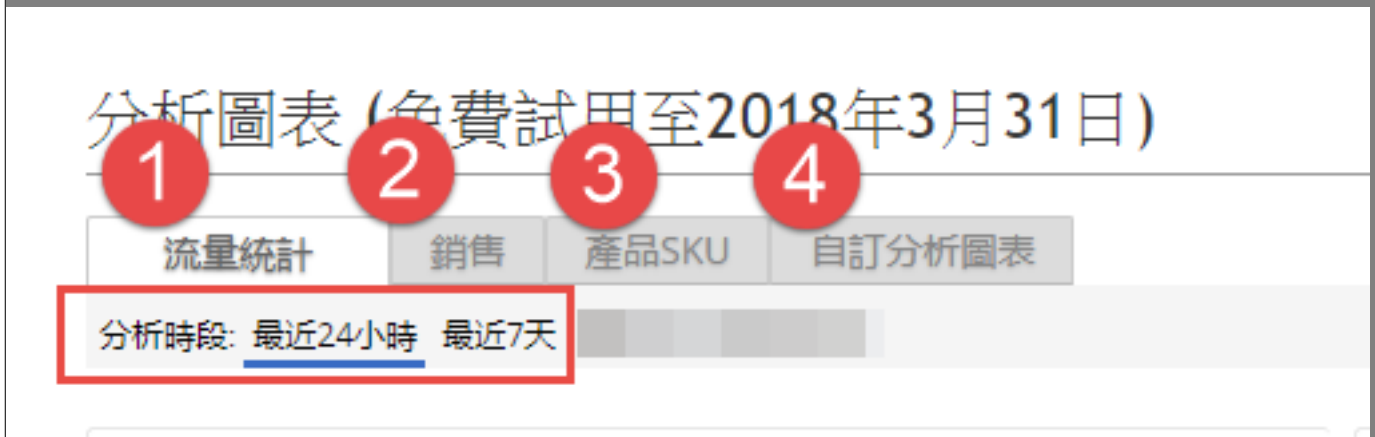 分析圖表 (免費試用至2018年3月31日)
1 2 3 4
流量統計 銷售 產品SKU 自訂分析圖表
分析時段: 最近24小時 最近7天